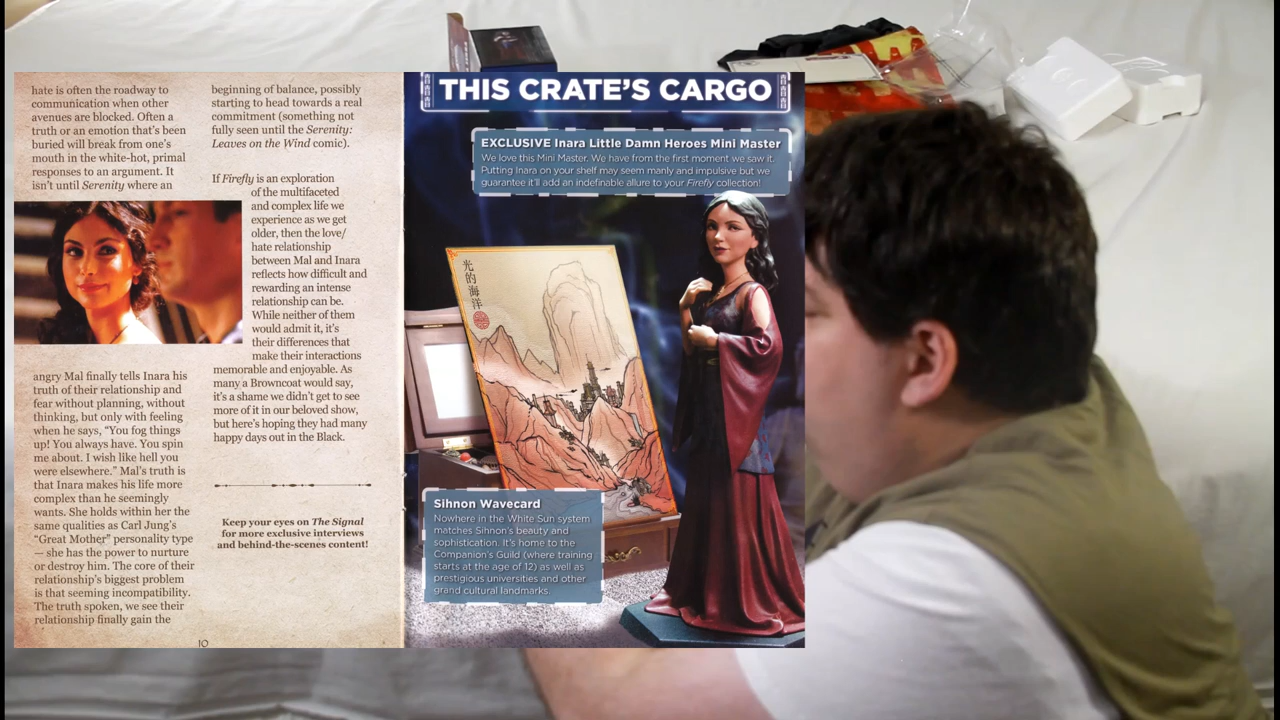 hate is often the roadway to
communication when other
avenues are blocked. Often a
truth or an emotion that's been
buried will break from one's
mouth in the white-hot, primal
responses to an argument. It
isn't until Serenity where an
angry Mal finally tells Inara his
truth of their relationship and
fear without planning, without
thinking, but only with feeling
when he says, “You fog things
up! You always have. You spin
me about. I wish like hell you
were elsewhere.” Mal's truth is
that Inara makes his life more
complex than he seemingly
wants. She holds within her the
same qualities as Carl Jung's
“Great Mother” personality type
— she has the power to nurture
or destroy him. The core of their
relationship's biggest problem
is that seeming incompatibility.
The truth spoken, we see their
relationship finally gain the
beginning of balance, possibly
starting to head towards a real
commitment (something not
fully seen until the Serenity:
Leaves on the Wind comic).
If Firefly is an exploration
of the multifaceted
and complex life we
experience as we get
older, then the love/
hate relationship
between Mal and Inara
reflects how difficult and
rewarding an intense
relationship can be.
While neither of them
would admit it, it's
their differences that
make their interactions
memorable and enjoyable. As
many a Browncoat would say,
it's a shame we didn't get to see
more of it in our beloved show,
but here's hoping they had many
happy days out in the Black.
Keep your eyes on The Signal
for more exclusive interviews
and behind-the-scenes content!
10
THIS CRATE'S CARGO
EXCLUSIVE Inara Little Damn Heroes Mini Master
We love this Mini Master. We have from the first moment we saw it.
Putting Inara on your shelf may seem manly and impulsive but we
guarantee it'll add an indefinable allure to your Firefly collection!
光的海洋
Sihnon Wavecard
Nowhere in the White Sun system
matches Sihnon's beauty and
sophistication. It's home to the
Companion's Guild (where training
starts at the age of 12) as well as
prestigious universities and other
grand cultural landmarks.